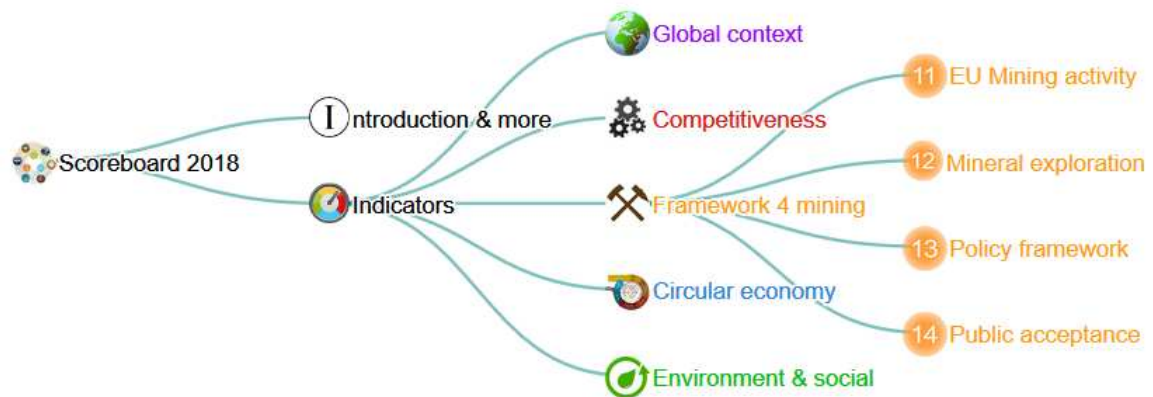 Global context
11 EU Mining activity
Introduction & more
Competitiveness
Scoreboard 2018
12 Mineral exploration
Indicators
Framework 4 mining
13 Policy framework
Circular economy
14 Public acceptance
Environment & social